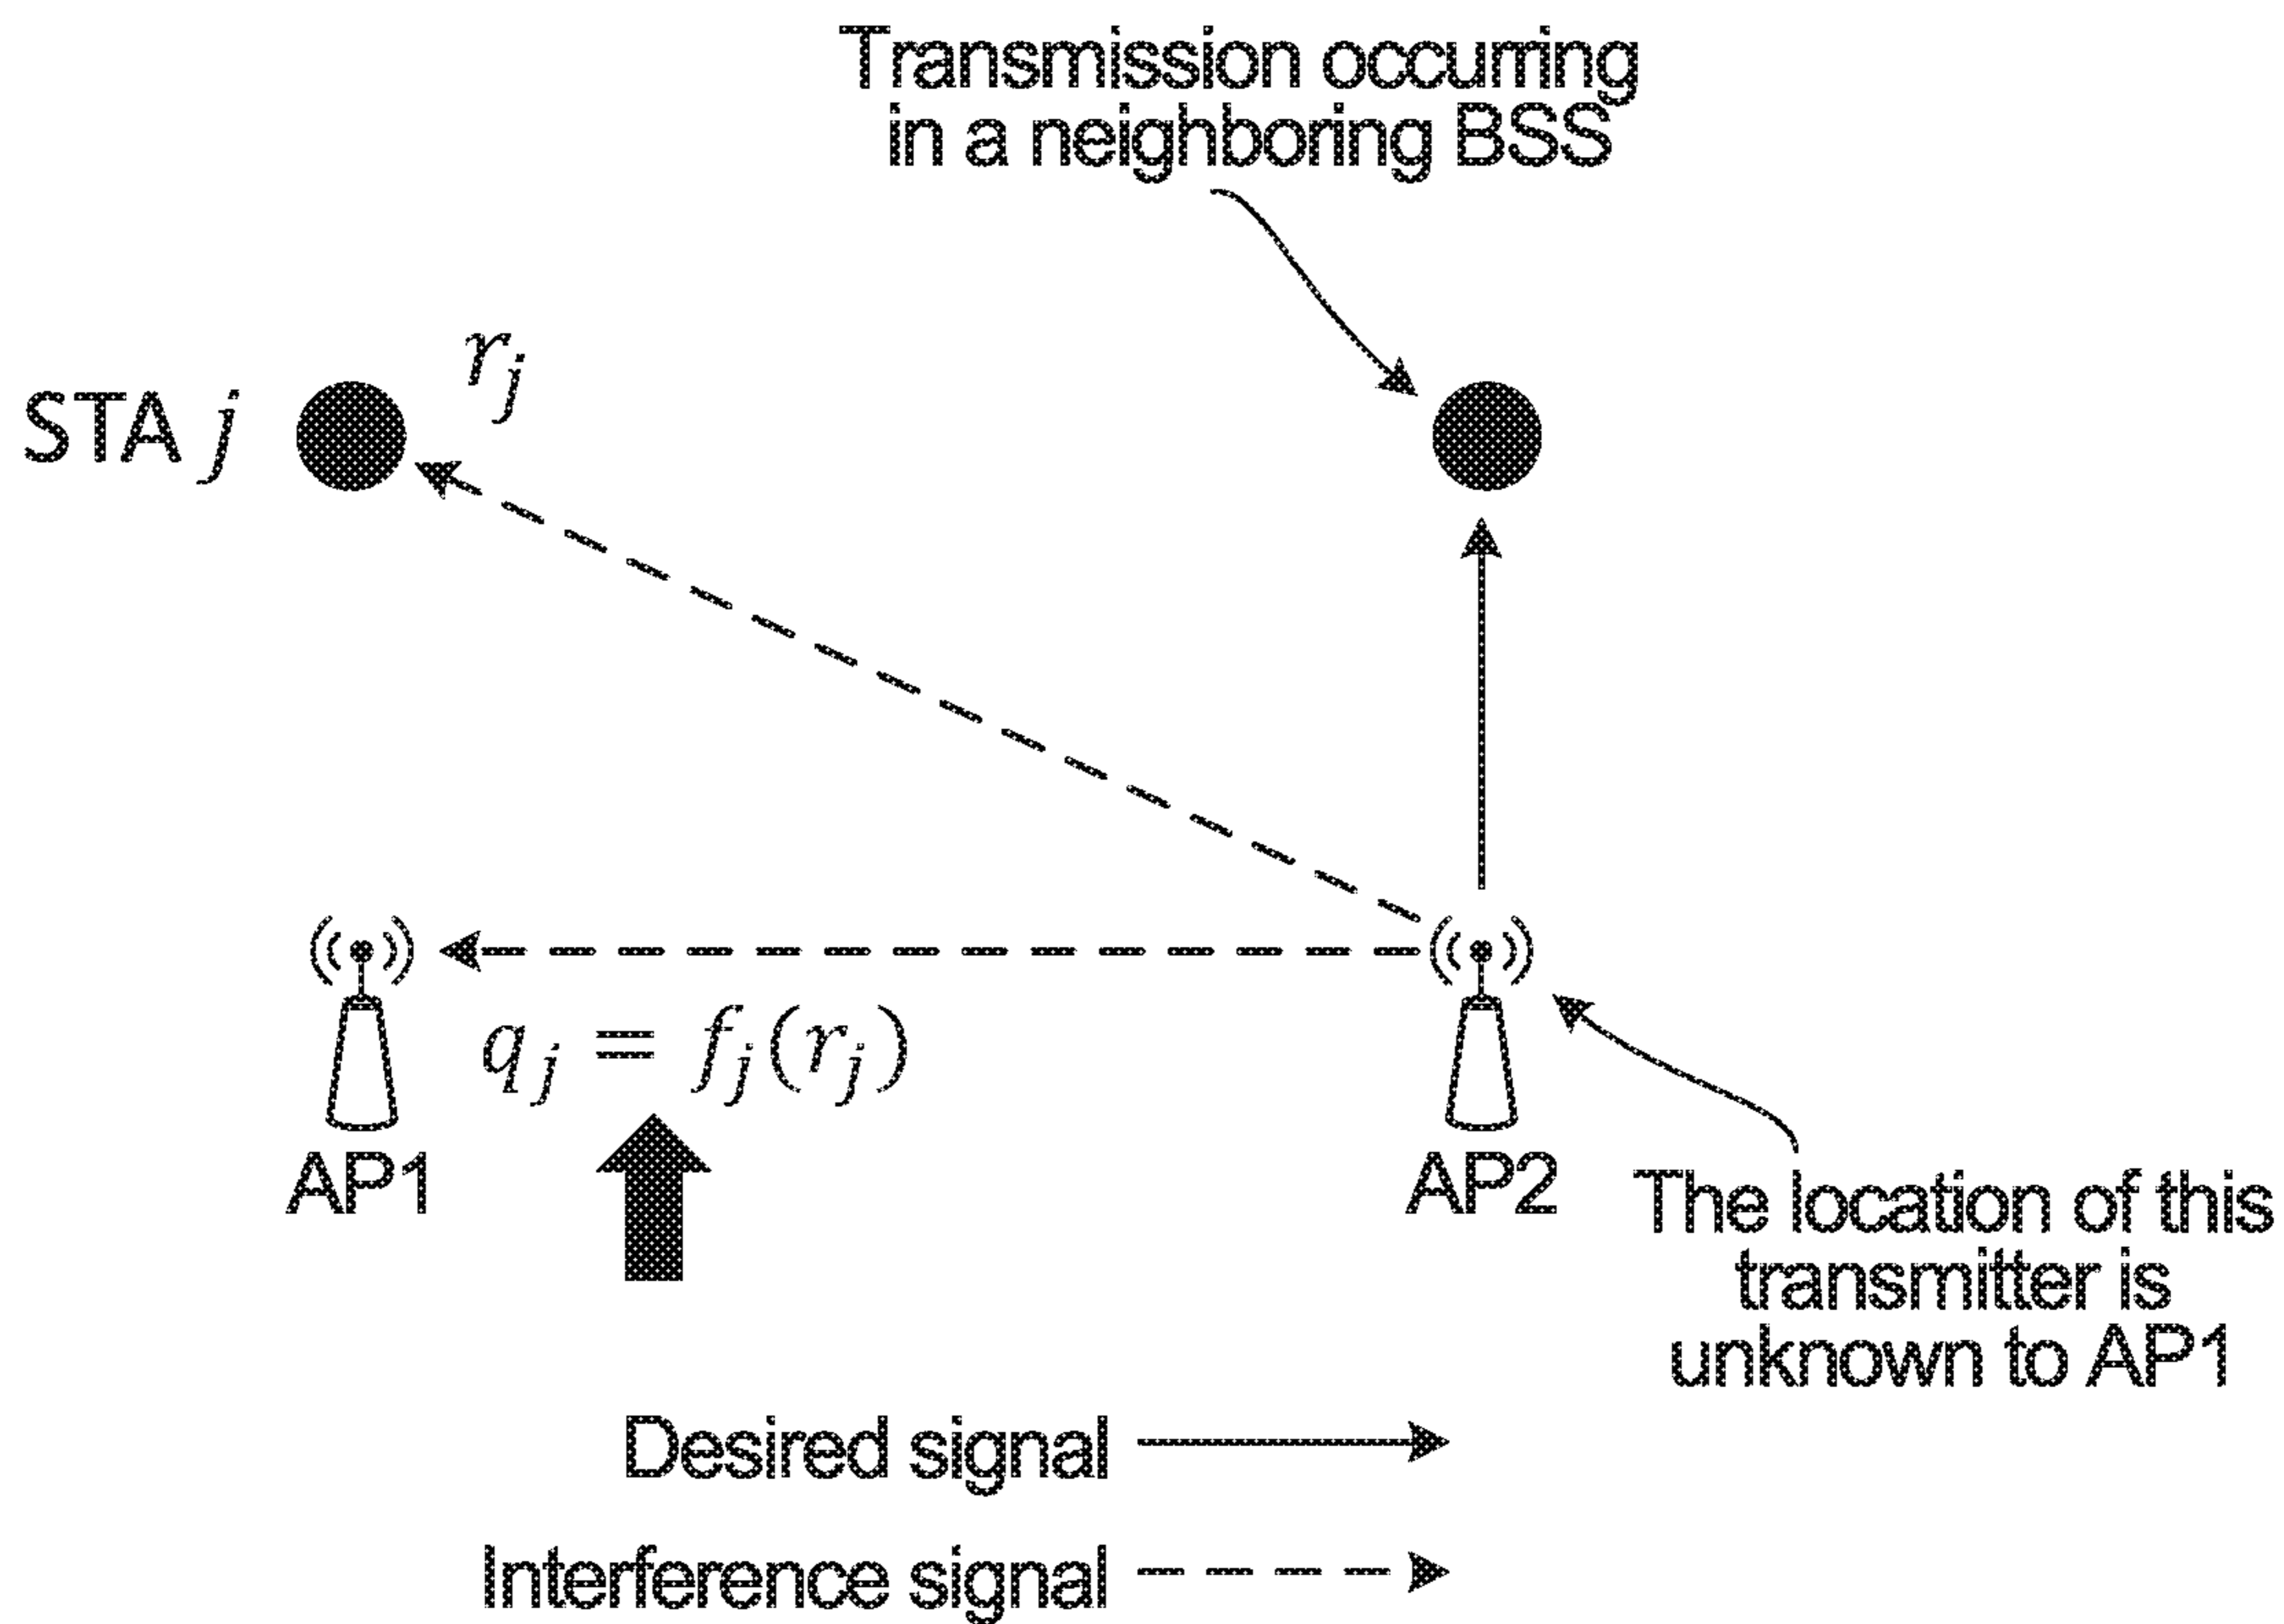 Transmission occurring
in a neighboring BSS
r_j
STA j
q_j = f_j(r_j)
AP1
AP2
The location of this
transmitter is
unknown to AP1
Desired signal
Interference signal